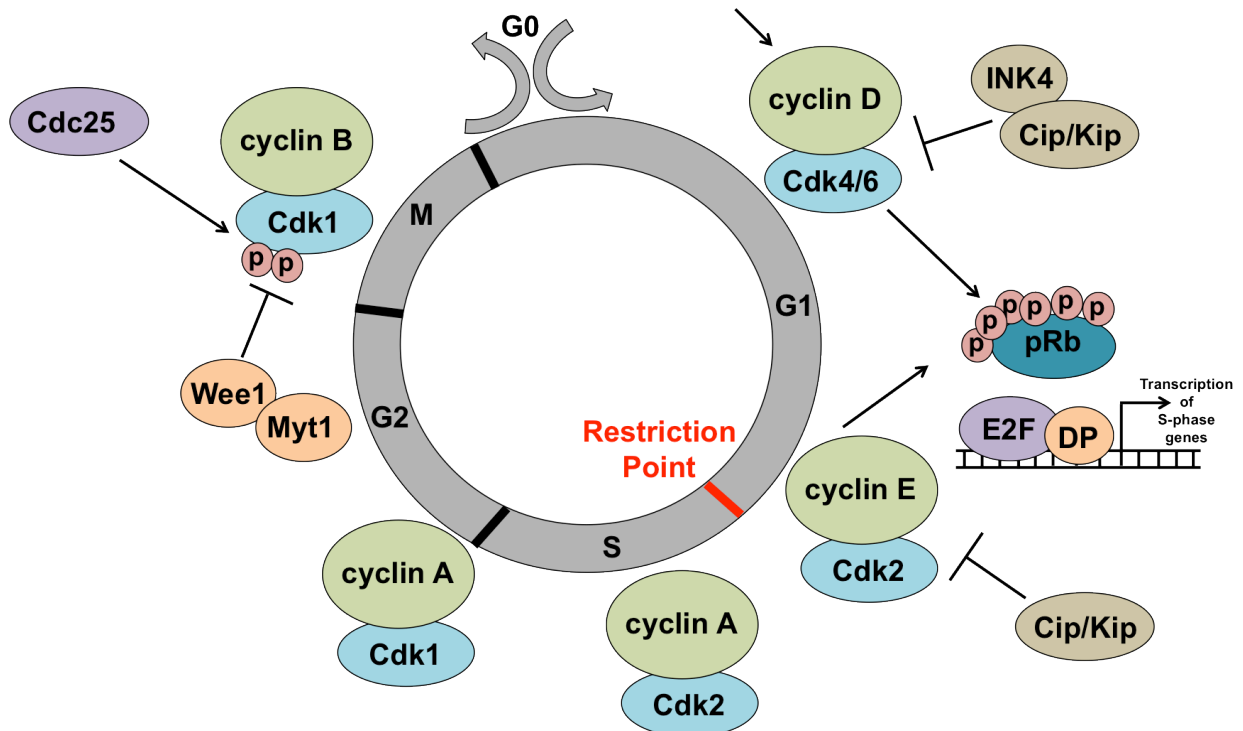 G0
cyclin D
Cdk4/6
INK4
Cip/Kip
Cdc25
cyclin B
Cdk1
p
p
M
G1
p
p
p
p
p
p
pRb
Wee1
Myt1
G2
Restriction
Point
Transcription
of
S-phase
genes
E2F
DP
cyclin E
Cdk2
S
cyclin A
Cdk1
cyclin A
Cdk2
Cip/Kip